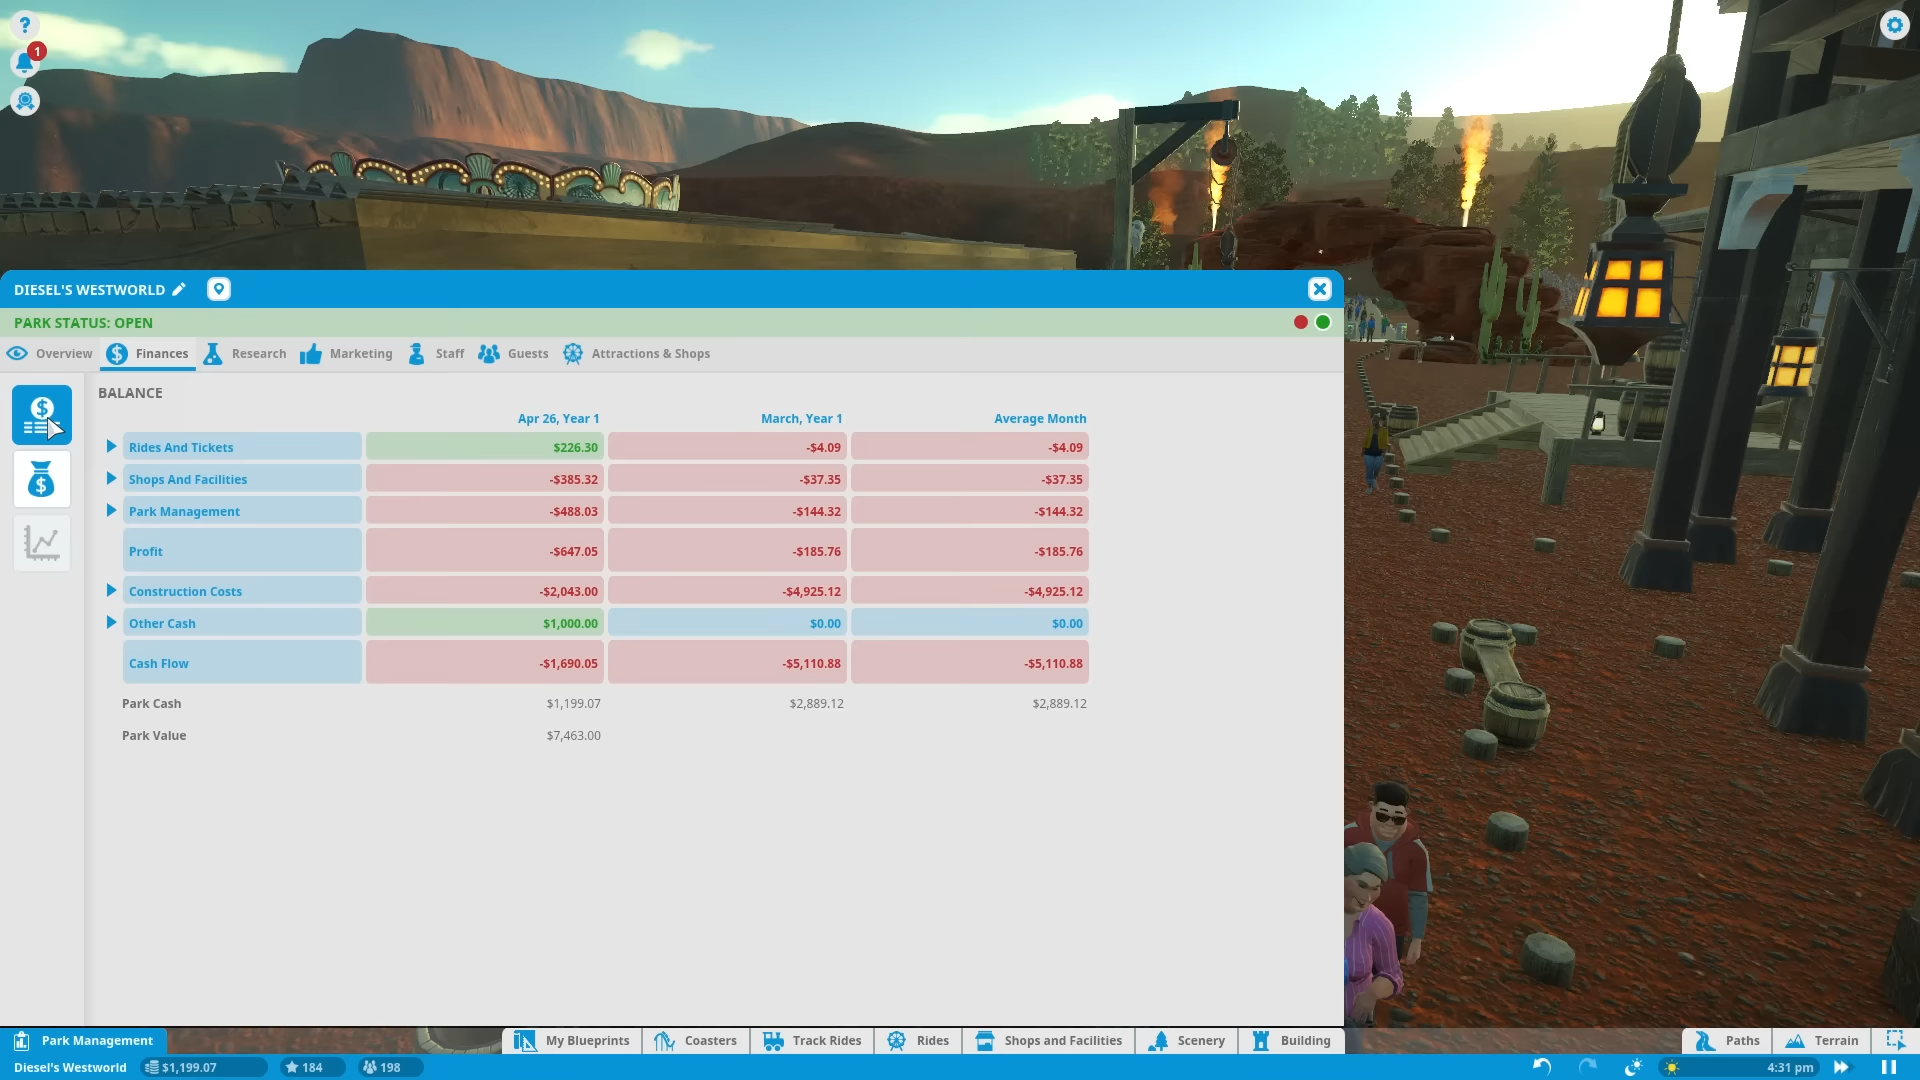 ?
1
DIESEL'S WESTWORLD
PARK STATUS: OPEN
Overview Finances Research Marketing Staff Guests Attractions & Shops
BALANCE
Apr 26, Year 1 March, Year 1 Average Month
Rides And Tickets $226.30 -$4.09 -$4.09
Shops And Facilities -$385.32 -$37.35 -$37.35
Park Management -$488.03 -$144.32 -$144.32
Profit -$647.05 -$185.76 -$185.76
Construction Costs -$2,043.00 -$4,925.12 -$4,925.12
Other Cash $1,000.00 $0.00 $0.00
Cash Flow -$1,690.05 -$5,110.88 -$5,110.88
Park Cash $1,199.07 $2,889.12 $2,889.12
Park Value $7,463.00
Park Management My Blueprints Coasters Track Rides Rides Shops and Facilities Scenery Building Paths Terrain
Diesel's Westworld $1,199.07 184 198 4:31 pm